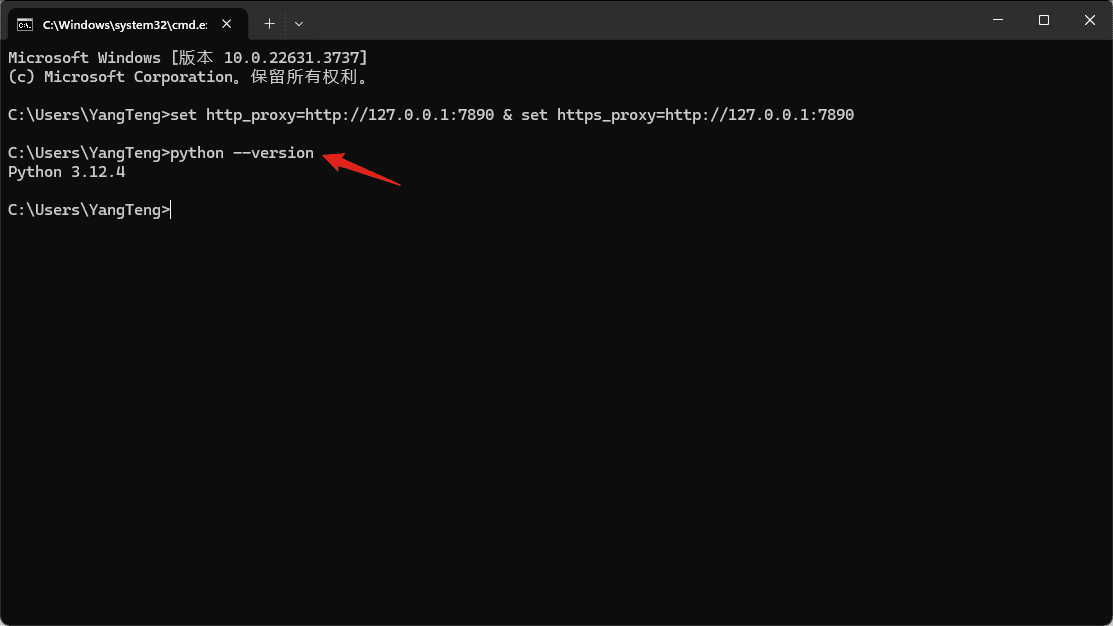 C:\Windows\system32\cmd.e:
Microsoft Windows [版本 10.0.22631.3737]
(c) Microsoft Corporation。保留所有权利。
C:\Users\YangTeng>set http_proxy=http://127.0.0.1:7890 & set https_proxy=http://127.0.0.1:7890
C:\Users\YangTeng>python --version
Python 3.12.4
C:\Users\YangTeng>